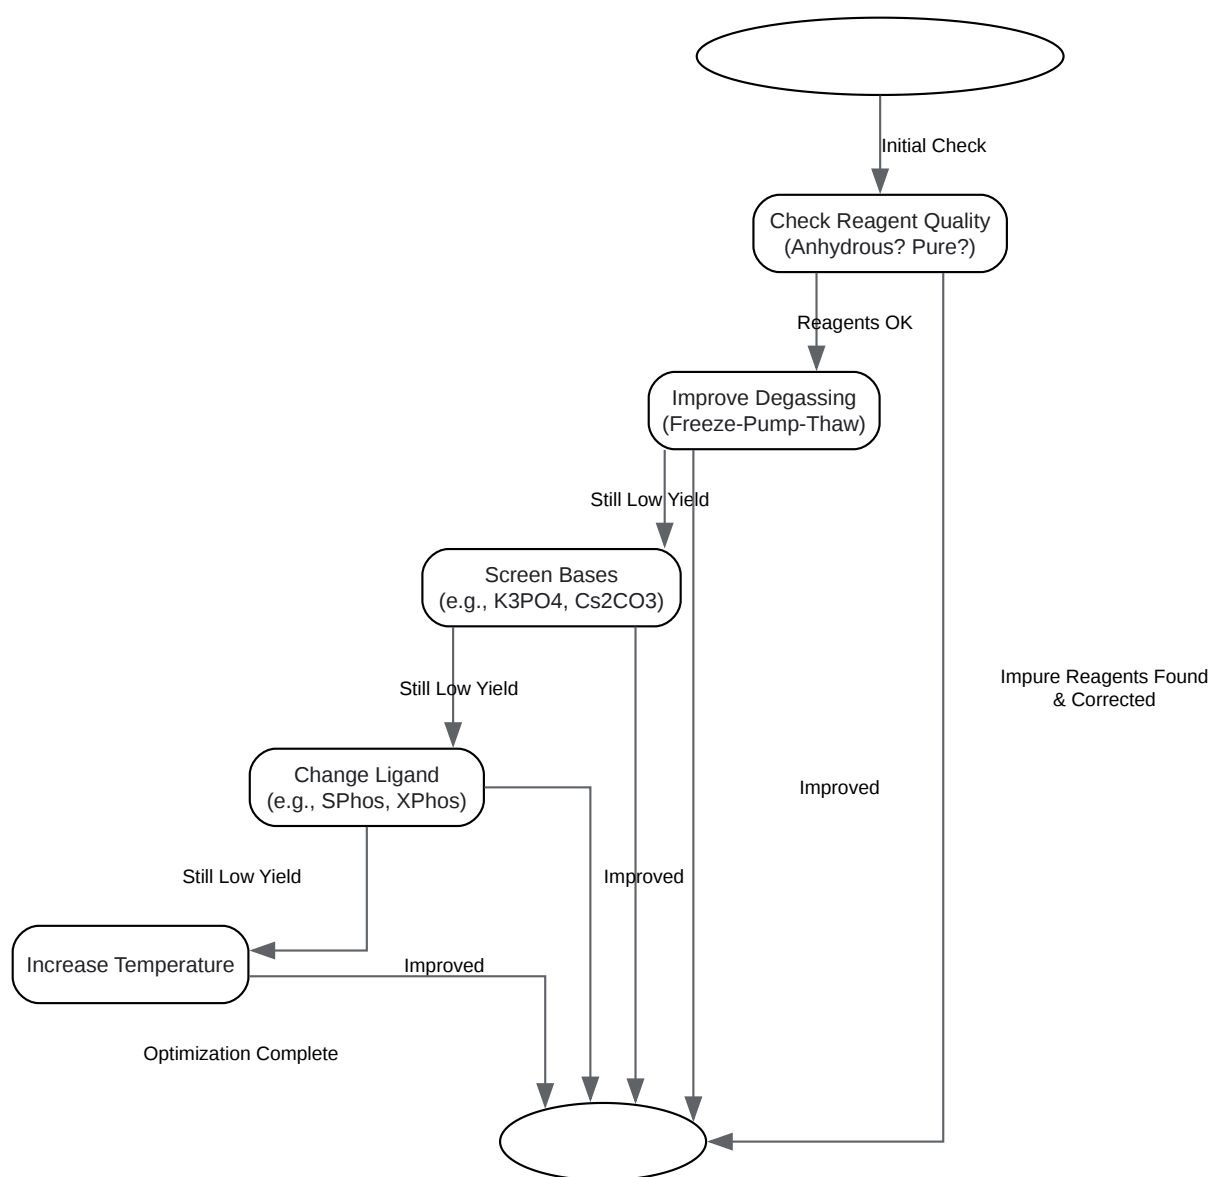 Initial Check
Check Reagent Quality
(Anhydrous? Pure?)
Reagents OK
Improve Degassing
(Freeze-Pump-Thaw)
Still Low Yield
Screen Bases
(e.g., K3PO4, Cs2CO3)
Still Low Yield
Impure Reagents Found
& Corrected
Change Ligand
(e.g., SPhos, XPhos)
Improved
Still Low Yield
Improved
Increase Temperature
Improved
Optimization Complete